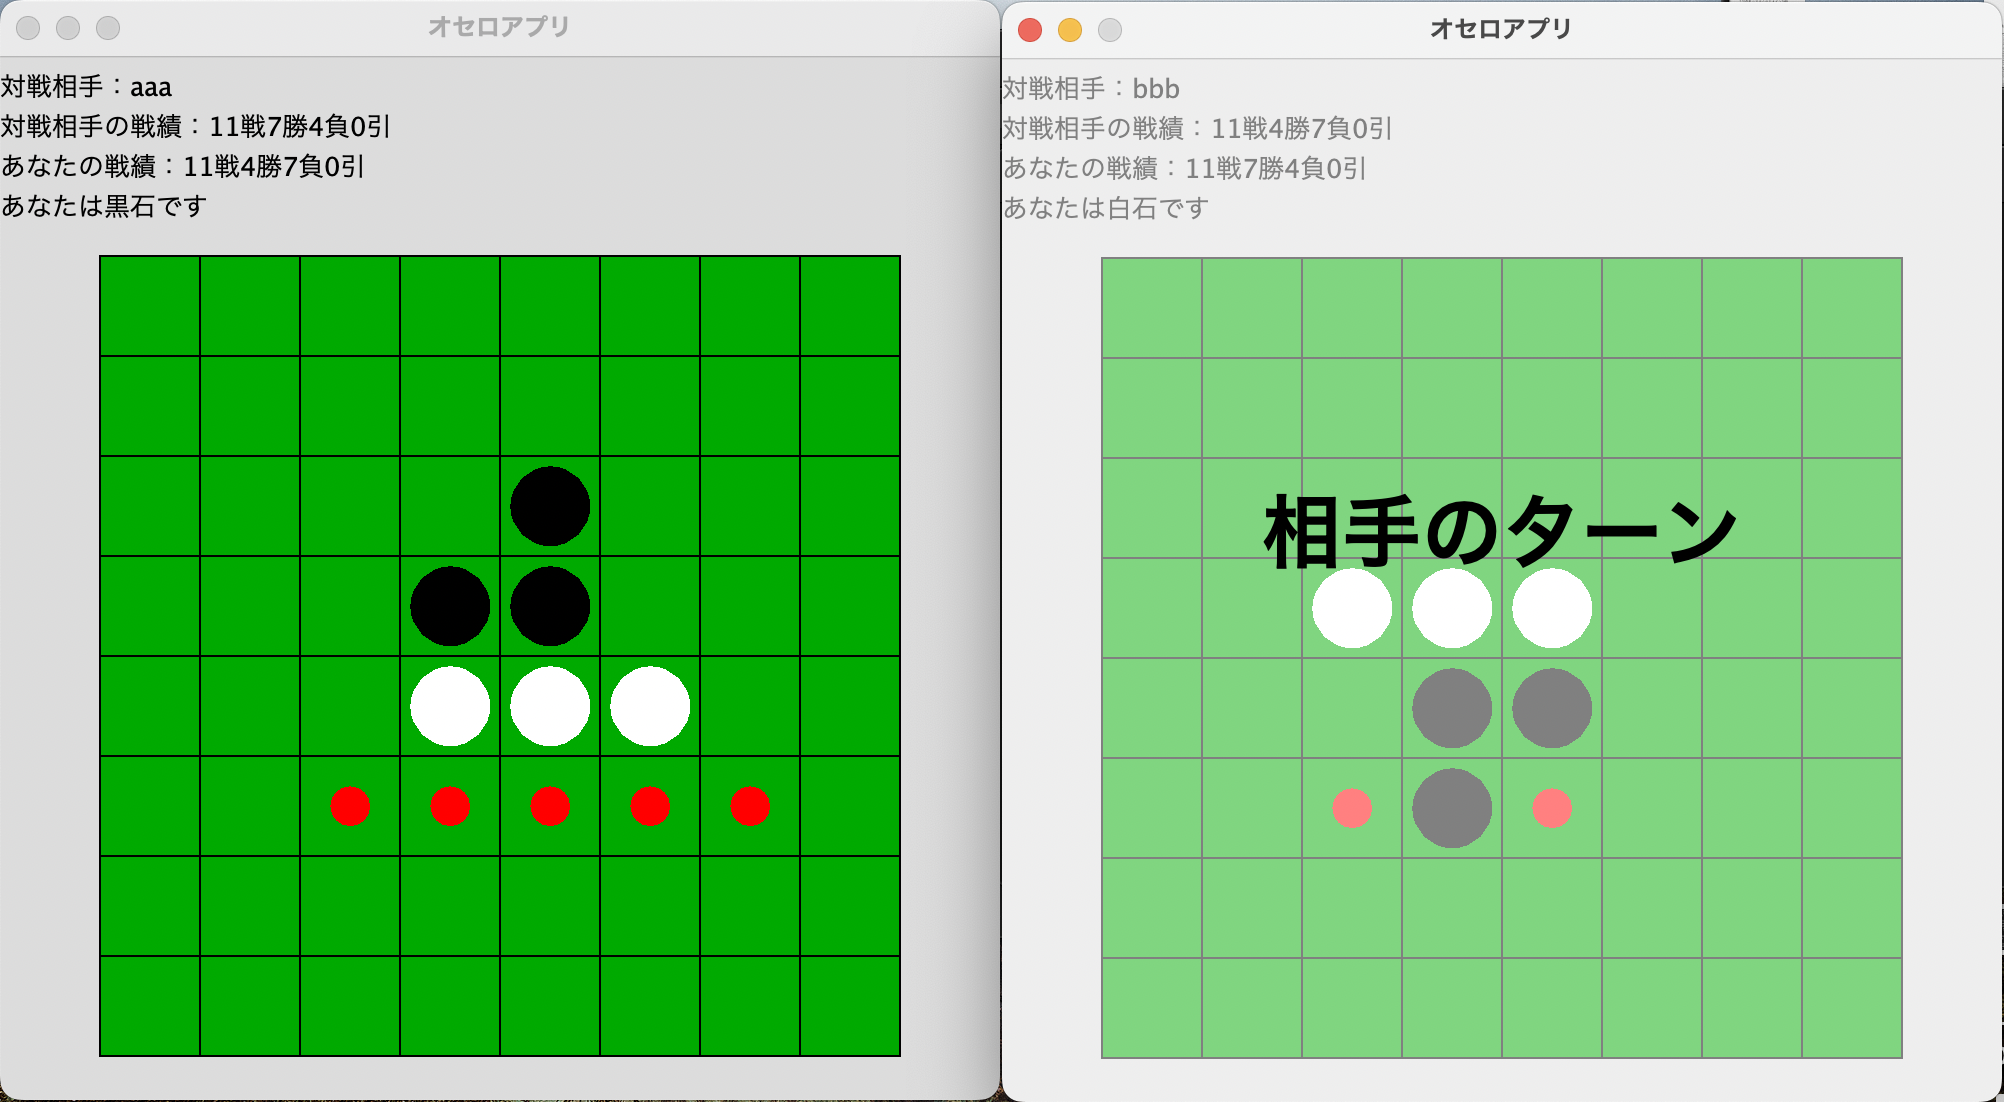 オセロアプリ
対戦相手：aaa
対戦相手の戦績：11戦7勝4負0引
あなたの戦績：11戦4勝7負0引
あなたは黒石です
オセロアプリ
対戦相手：bbb
対戦相手の戦績：11戦4勝7負0引
あなたの戦績：11戦7勝4負0引
あなたは白石です
相手のターン